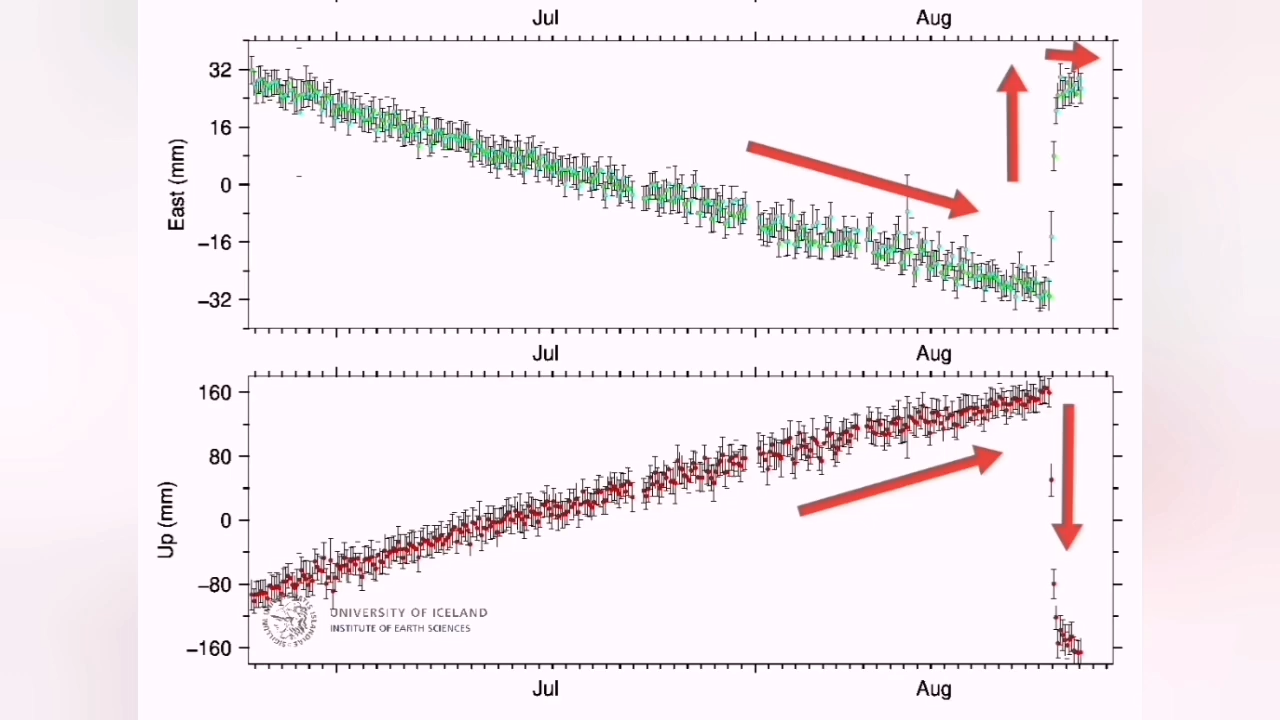 Jul Aug
East (mm)
32
16
0
−16
−32
Jul Aug
Up (mm)
160
80
0
−80
−160
UNIVERSITY OF ICELAND
INSTITUTE OF EARTH SCIENCES
Jul Aug